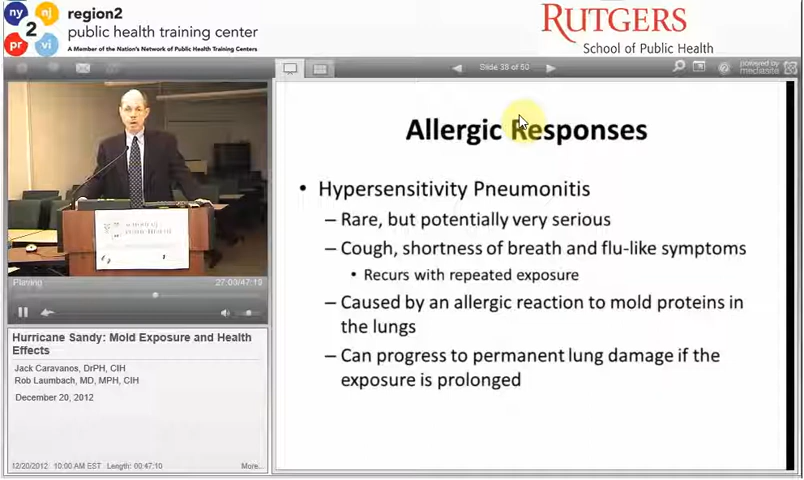 ny
nj
2
pr
vi
region2
public health training center
A Member of the Nation's Network of Public Health Training Centers
RUTGERS
School of Public Health
Slide 38 of 50
powered by
mediasite
Playing
27:00/47:10
Hurricane Sandy: Mold Exposure and Health
Effects
Jack Caravanos, DrPH, CIH
Rob Laumbach, MD, MPH, CIH
December 20, 2012
12/20/2012 10:00 AM EST Length: 00:47:10
More...
Allergic Responses
• Hypersensitivity Pneumonitis
– Rare, but potentially very serious
– Cough, shortness of breath and flu-like symptoms
• Recurs with repeated exposure
– Caused by an allergic reaction to mold proteins in
the lungs
– Can progress to permanent lung damage if the
exposure is prolonged